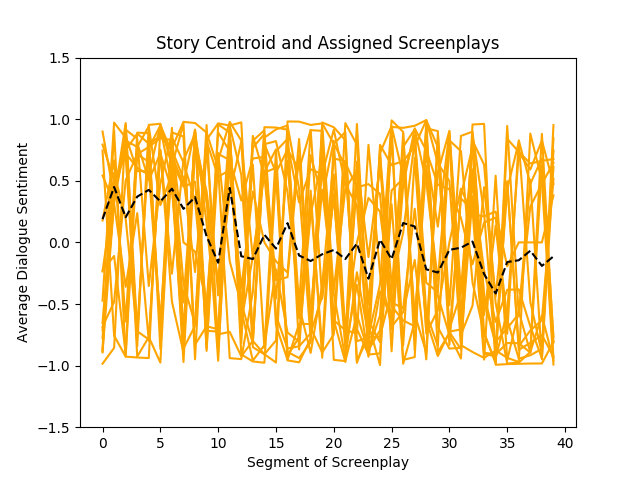 Story Centroid and Assigned Screenplays
1.5
1.0
0.5
0.0
−0.5
−1.0
−1.5
Average Dialogue Sentiment
0 5 10 15 20 25 30 35 40
Segment of Screenplay